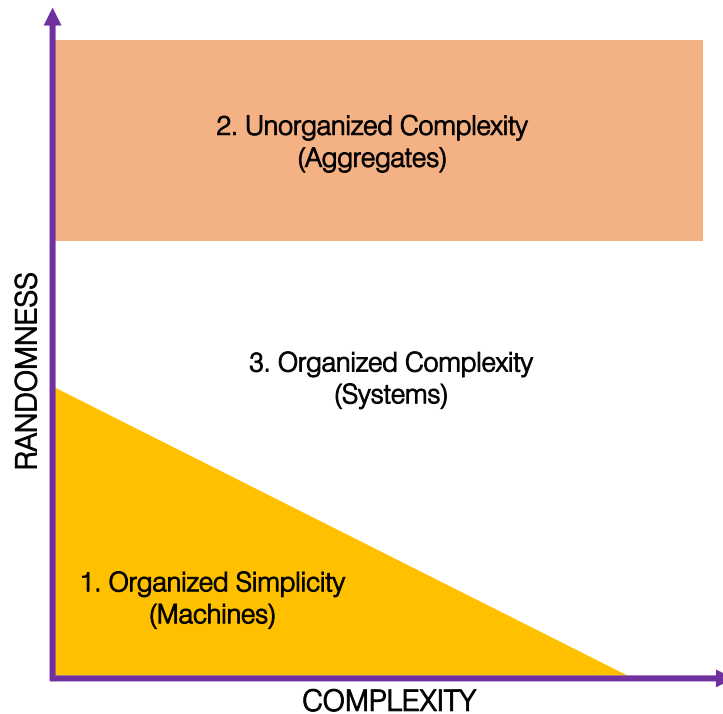 2. Unorganized Complexity
(Aggregates)
RANDOMNESS
3. Organized Complexity
(Systems)
1. Organized Simplicity
(Machines)
COMPLEXITY